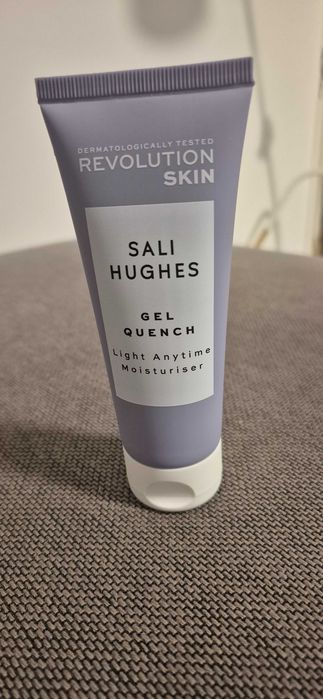 DERMATOLOGICALLY TESTED
REVOLUTION
SKIN
SALI
HUGHES
GEL
QUENCH
Light Anytime
Moisturiser